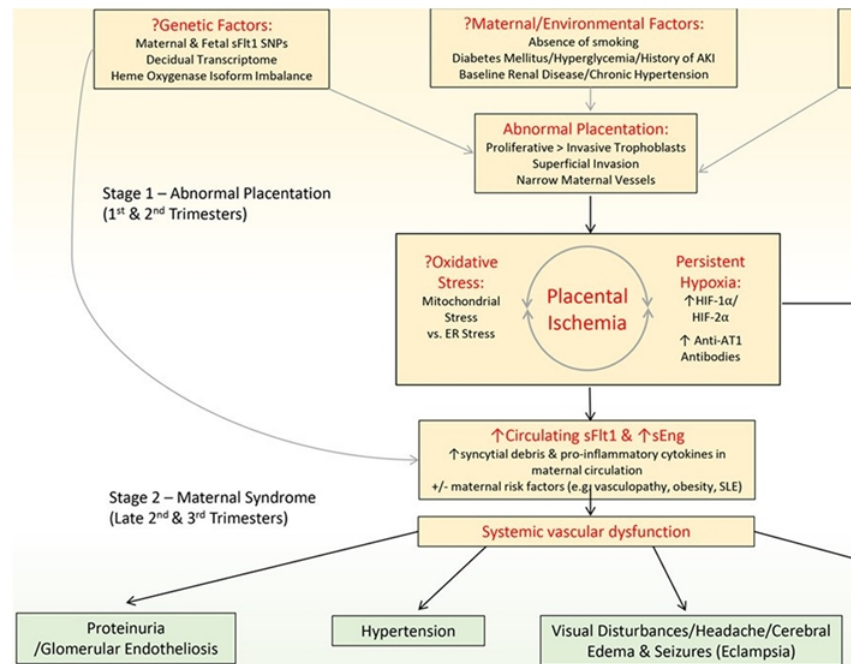 ?Genetic Factors:
Maternal & Fetal sFlt1 SNPs
Decidual Transcriptome
Heme Oxygenase Isoform Imbalance
?Maternal/Environmental Factors:
Absence of smoking
Diabetes Mellitus/Hyperglycemia/History of AKI
Baseline Renal Disease/Chronic Hypertension
Abnormal Placentation:
Proliferative > Invasive Trophoblasts
Superficial Invasion
Narrow Maternal Vessels
Stage 1 – Abnormal Placentation
(1st & 2nd Trimesters)
?Oxidative
Stress:
Mitochondrial
Stress
vs. ER Stress
Placental
Ischemia
Persistent
Hypoxia:
↑HIF-1α/
HIF-2α
↑ Anti-AT1
Antibodies
↑Circulating sFlt1 & ↑sEng
↑syncytial debris & pro-inflammatory cytokines in
maternal circulation
+/- maternal risk factors (e.g. vasculopathy, obesity, SLE)
Stage 2 – Maternal Syndrome
(Late 2nd & 3rd Trimesters)
Systemic vascular dysfunction
Proteinuria
/Glomerular Endotheliosis
Hypertension
Visual Disturbances/Headache/Cerebral
Edema & Seizures (Eclampsia)